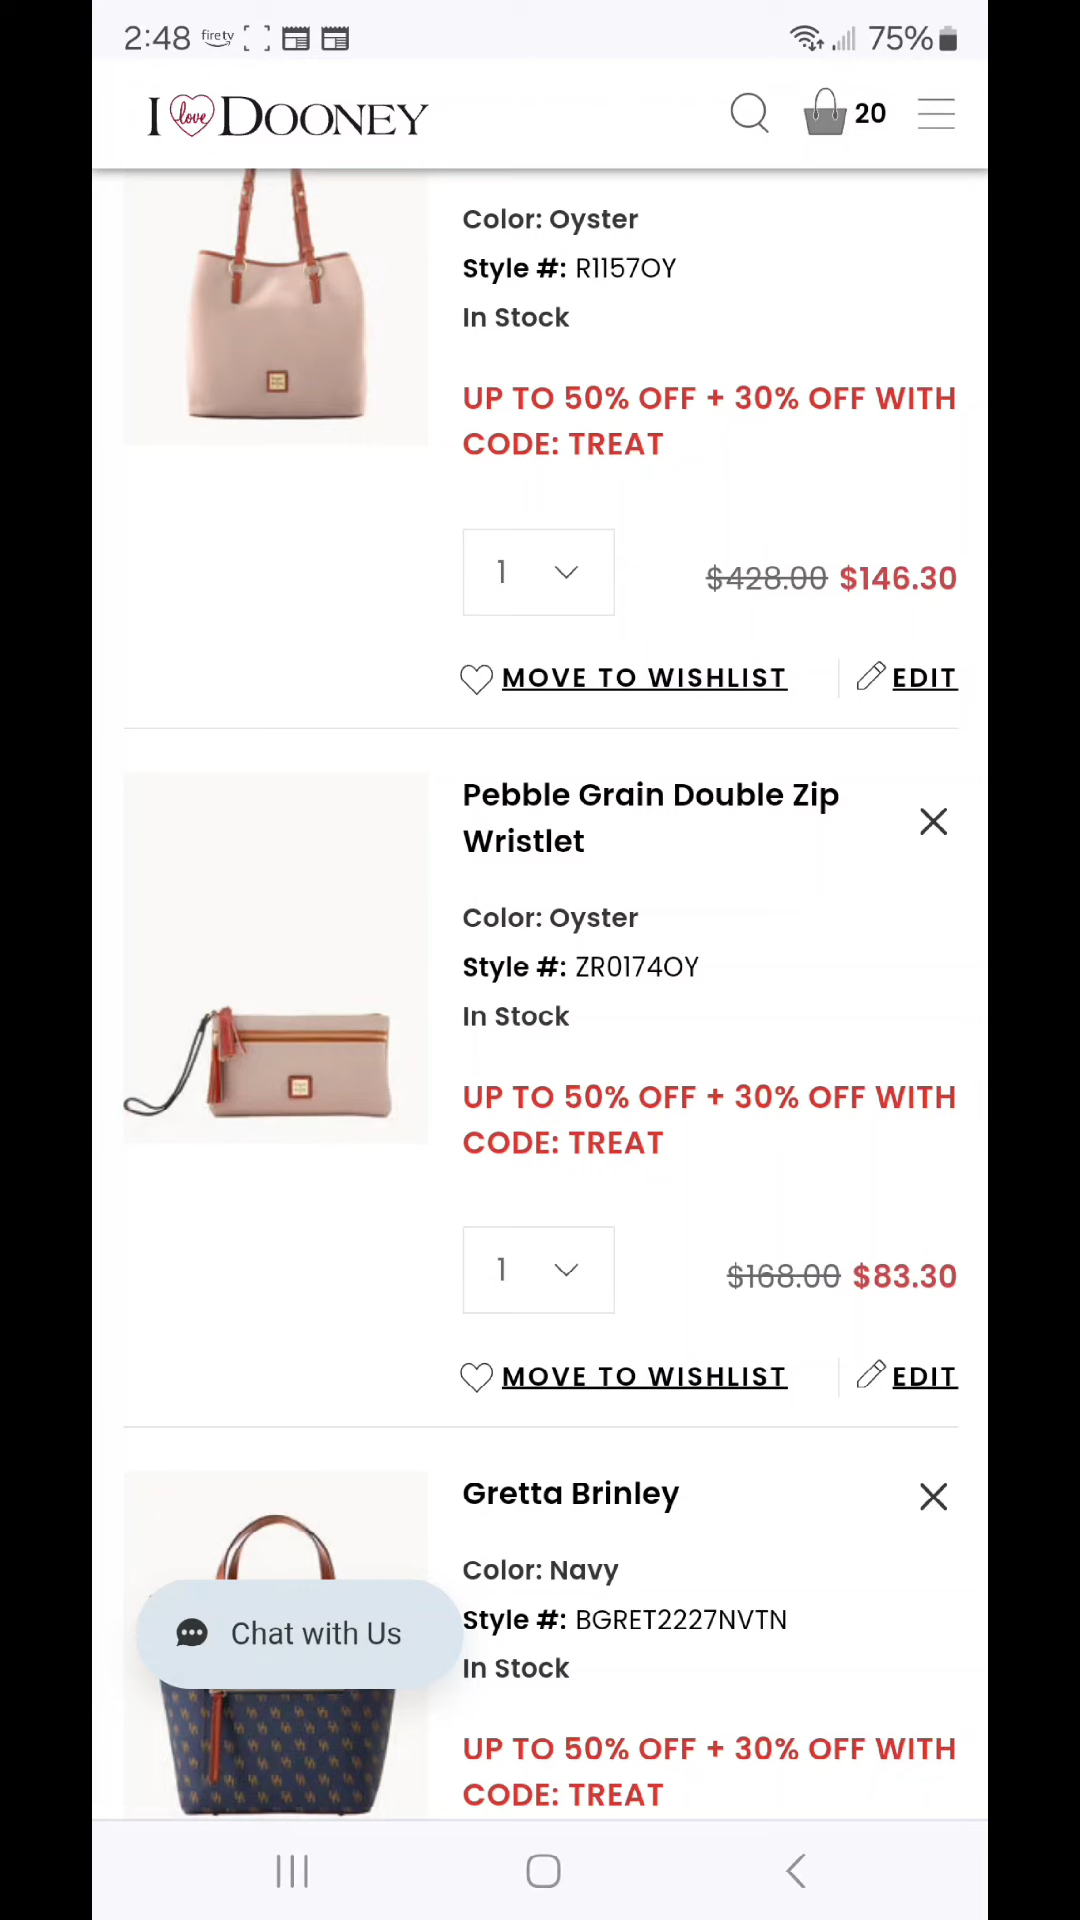 2:48 firetv 75%
I love DOONEY 20
Color: Oyster
Style #: R1157OY
In Stock
UP TO 50% OFF + 30% OFF WITH
CODE: TREAT
1 $428.00 $146.30
MOVE TO WISHLIST EDIT
Pebble Grain Double Zip
Wristlet
Color: Oyster
Style #: ZR0174OY
In Stock
UP TO 50% OFF + 30% OFF WITH
CODE: TREAT
1 $168.00 $83.30
MOVE TO WISHLIST EDIT
Gretta Brinley
Color: Navy
Style #: BGRET2227NVTN
Chat with Us
In Stock
UP TO 50% OFF + 30% OFF WITH
CODE: TREAT